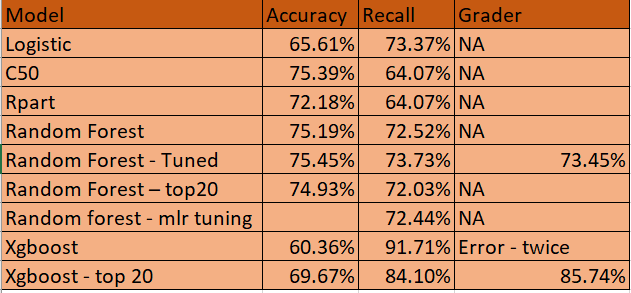 Model Accuracy Recall Grader
Logistic 65.61% 73.37% NA
C50 75.39% 64.07% NA
Rpart 72.18% 64.07% NA
Random Forest 75.19% 72.52% NA
Random Forest - Tuned 75.45% 73.73% 73.45%
Random Forest – top20 74.93% 72.03% NA
Random forest - mlr tuning 72.44% NA
Xgboost 60.36% 91.71% Error - twice
Xgboost - top 20 69.67% 84.10% 85.74%